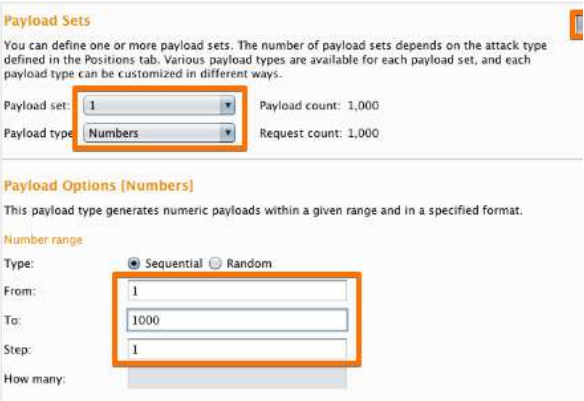 Payload Sets
You can define one or more payload sets. The number of payload sets depends on the attack type
defined in the Positions tab. Various payload types are available for each payload set, and each
payload type can be customized in different ways.
Payload set: 1 Payload count: 1,000
Payload type Numbers Request count: 1,000
Payload Options [Numbers]
This payload type generates numeric payloads within a given range and in a specified format.
Number range
Type: Sequential Random
From: 1
To: 1000
Step: 1
How many: